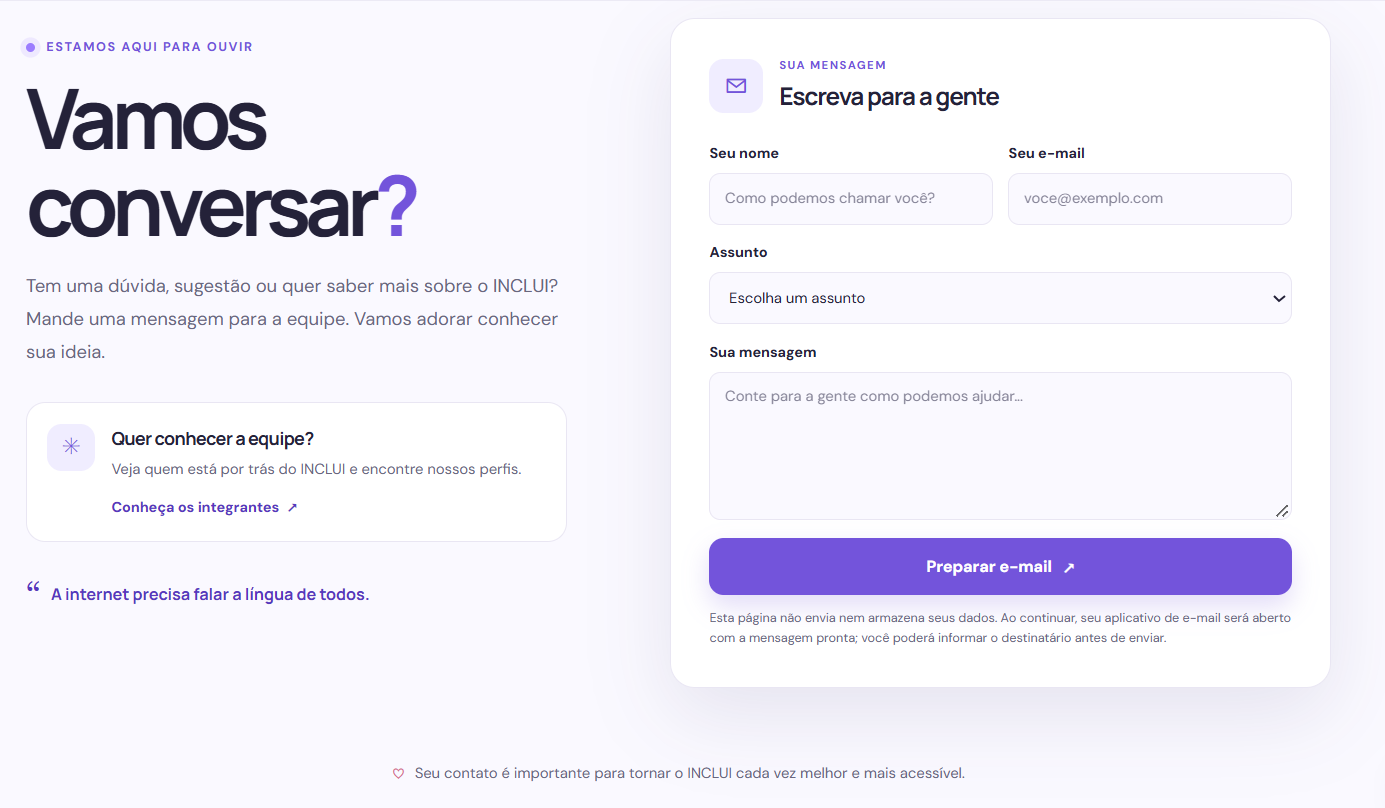 ESTAMOS AQUI PARA OUVIR
Vamos
conversar?
Tem uma dúvida, sugestão ou quer saber mais sobre o INCLUI?
Mande uma mensagem para a equipe. Vamos adorar conhecer
sua ideia.
Quer conhecer a equipe?
Veja quem está por trás do INCLUI e encontre nossos perfis.
Conheça os integrantes ↗
“ A internet precisa falar a língua de todos.
SUA MENSAGEM
Escreva para a gente
Seu nome
Como podemos chamar você?
Seu e-mail
voce@exemplo.com
Assunto
Escolha um assunto
Sua mensagem
Conte para a gente como podemos ajudar...
Preparar e-mail ↗
Esta página não envia nem armazena seus dados. Ao continuar, seu aplicativo de e-mail será aberto
com a mensagem pronta; você poderá informar o destinatário antes de enviar.
♡ Seu contato é importante para tornar o INCLUI cada vez melhor e mais acessível.